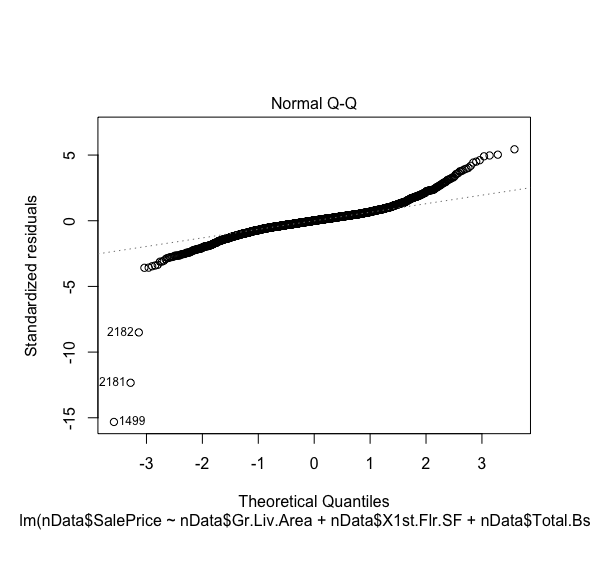 Normal Q-Q
Standardized residuals
5
0
-5
-10
-15
2182
2181
1499
-3 -2 -1 0 1 2 3
Theoretical Quantiles
lm(nData$SalePrice ~ nData$Gr.Liv.Area + nData$X1st.Flr.SF + nData$Total.Bs